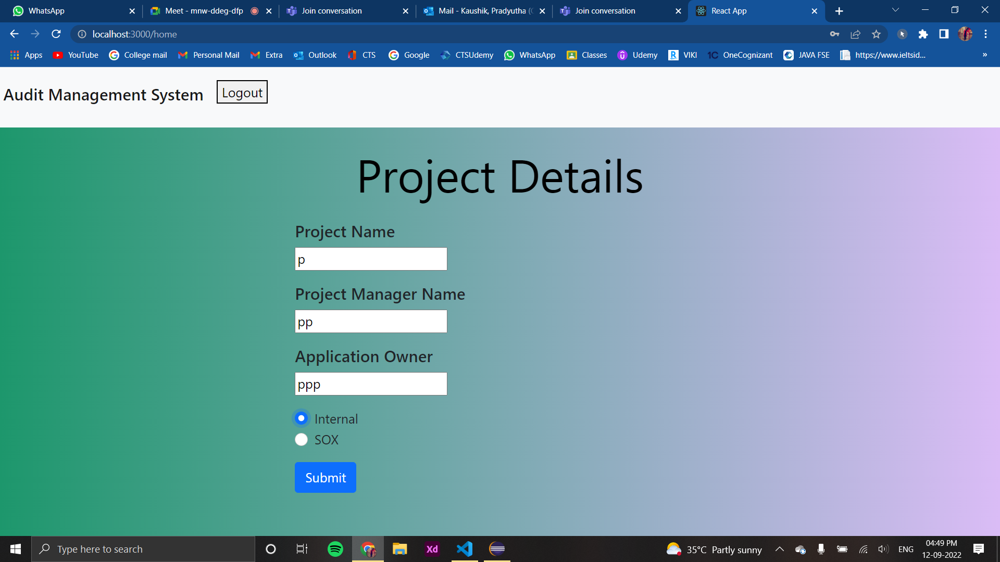 WhatsApp
Meet - mnw-ddeg-dfp
Join conversation
Mail - Kaushik, Pradyutha (
Join conversation
React App
localhost:3000/home
Apps
YouTube
College mail
Personal Mail
Extra
Outlook
CTS
Google
CTSUdemy
WhatsApp
Classes
Udemy
R VIKI
1C OneCognizant
JAVA FSE
https://www.ieltsid...
»
Audit Management System
Logout
Project Details
Project Name
p
Project Manager Name
pp
Application Owner
ppp
Internal
SOX
Submit
Type here to search
Xd
35°C Partly sunny
ENG
04:49 PM
12-09-2022